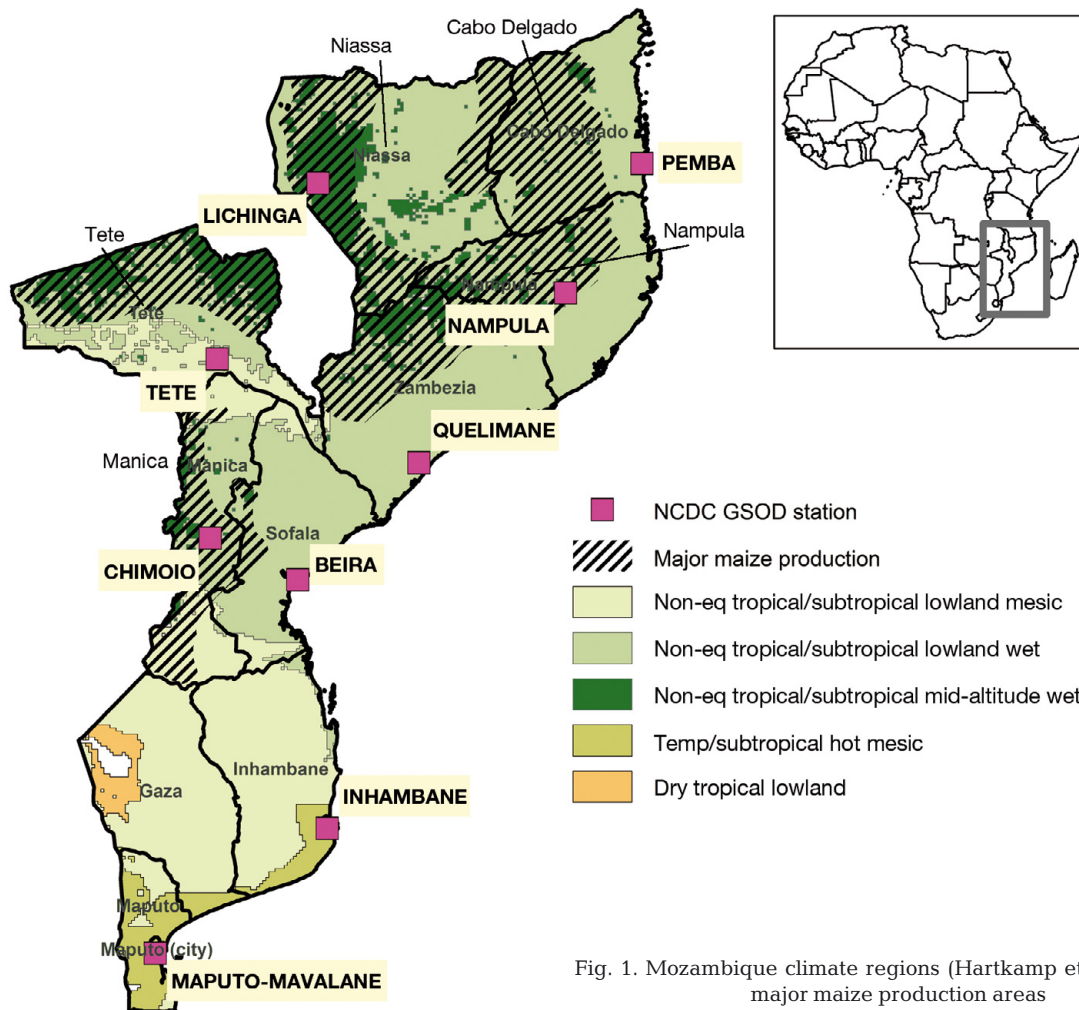 Cabo Delgado
Niassa
Cabo Delgado
Niassa
PEMBA
LICHINGA
Tete
Nampula
Nampula
Tete
NAMPULA
TETE
Zambezia
QUELIMANE
Manica
Manica
NCDC GSOD station
Sofala
Major maize production
CHIMOIO
BEIRA
Non-eq tropical/subtropical lowland mesic
Non-eq tropical/subtropical lowland wet
Non-eq tropical/subtropical mid-altitude wet
Temp/subtropical hot mesic
Inhambane
Gaza
Dry tropical lowland
INHAMBANE
Maputo
Maputo (city)
MAPUTO-MAVALANE
Fig. 1. Mozambique climate regions (Hartkamp et
major maize production areas